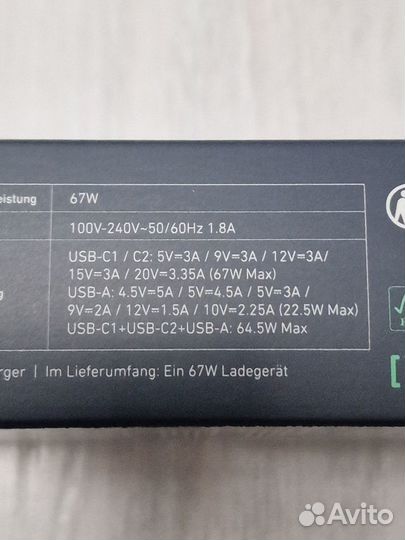 eistung 67W
100V-240V~50/60Hz 1.8A
USB-C1 / C2: 5V=3A / 9V=3A / 12V=3A/
15V=3A / 20V=3.35A (67W Max)
g USB-A: 4.5V=5A / 5V=4.5A / 5V=3A /
9V=2A / 12V=1.5A / 10V=2.25A (22.5W Max)
USB-C1+USB-C2+USB-A: 64.5W Max
rger | Im Lieferumfang: Ein 67W Ladegerät
Avito